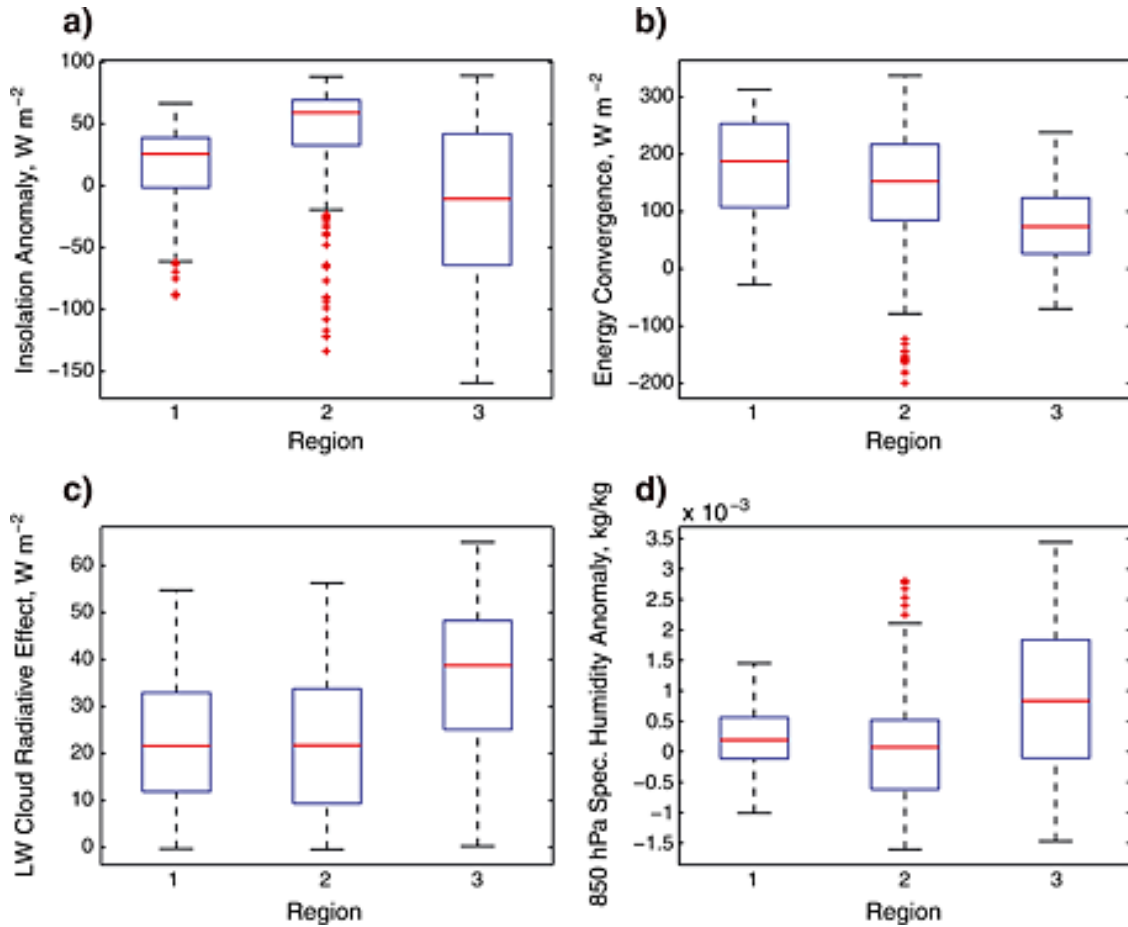 a)
Insolation Anomaly, W m⁻²
100
50
0
−50
−100
−150
1 2 3
Region
b)
Energy Convergence, W m⁻²
300
200
100
0
−100
−200
1 2 3
Region
c)
LW Cloud Radiative Effect, W m⁻²
60
50
40
30
20
10
0
1 2 3
Region
d)
850 hPa Spec. Humidity Anomaly, kg/kg
x 10⁻³
3.5
3
2.5
2
1.5
1
0.5
0
−0.5
−1
−1.5
1 2 3
Region